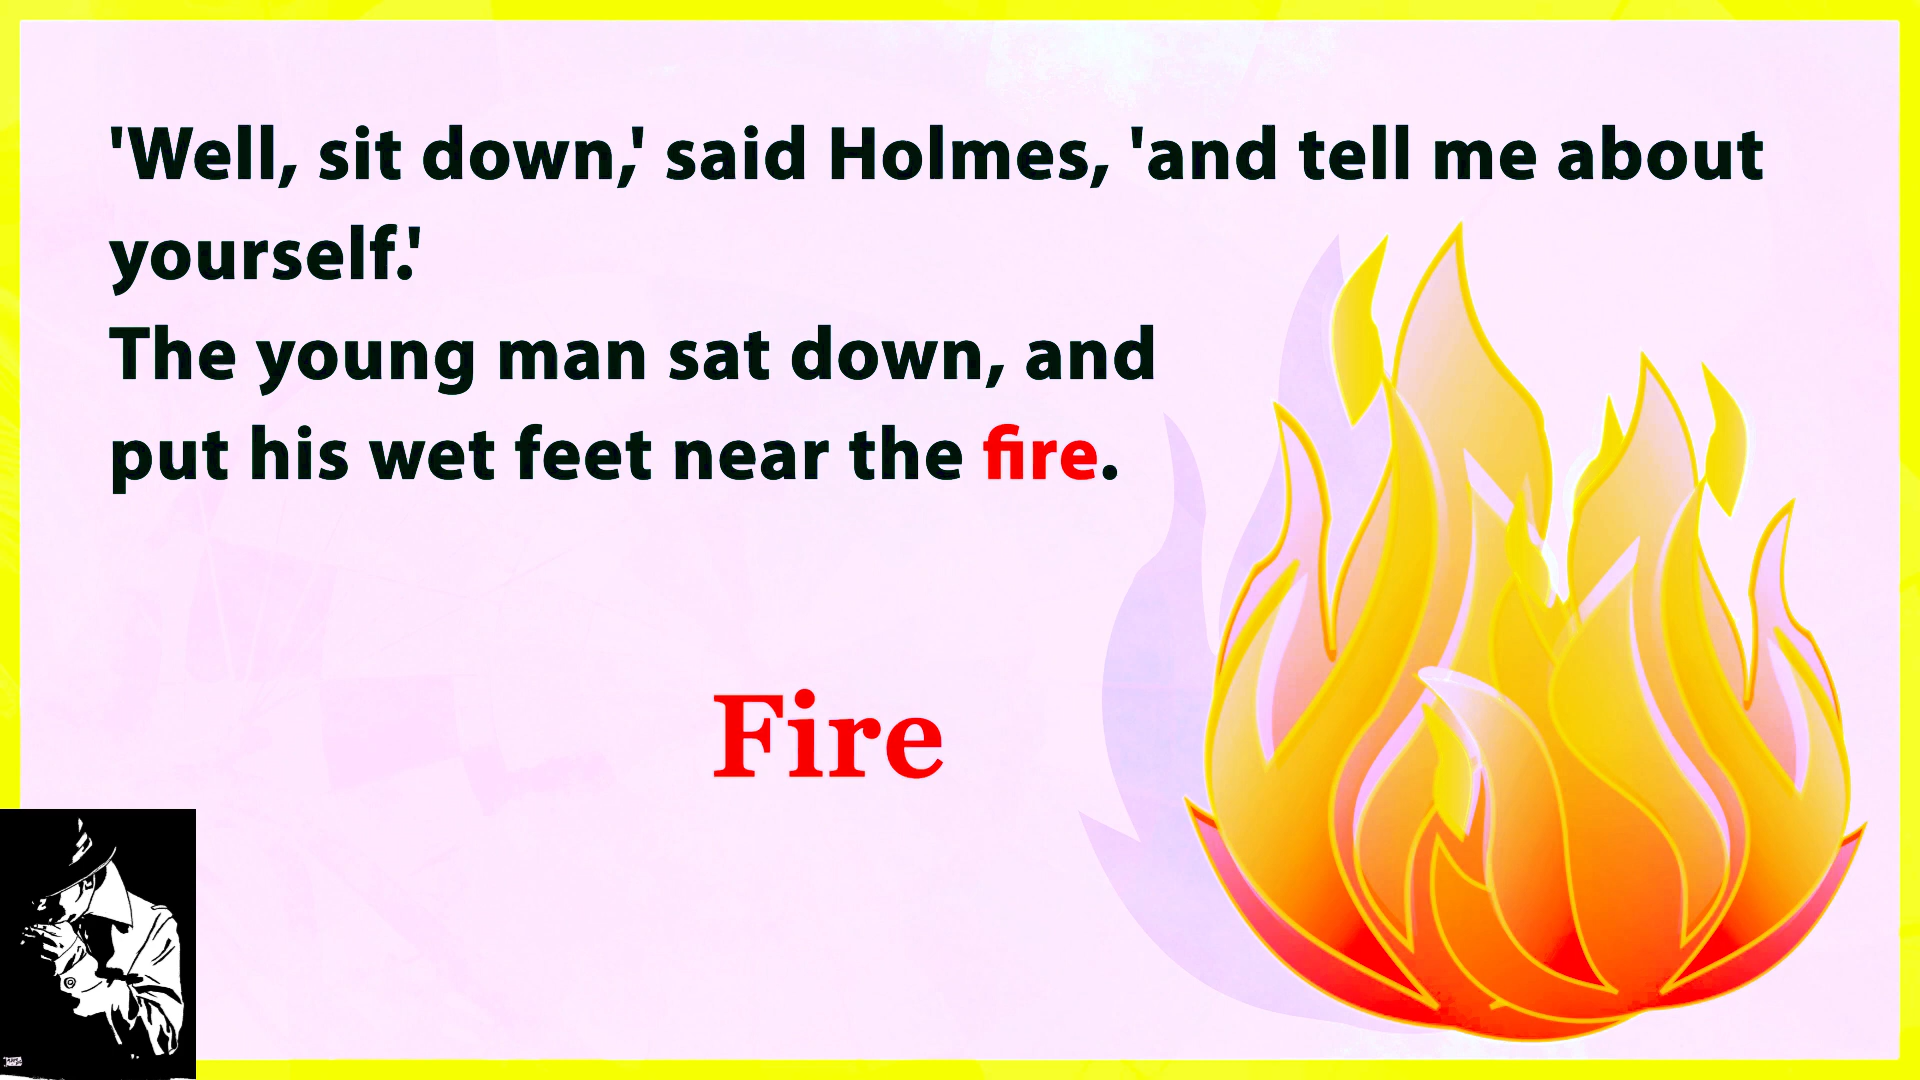 'Well, sit down,' said Holmes, 'and tell me about
yourself.'
The young man sat down, and
put his wet feet near the fire.
Fire